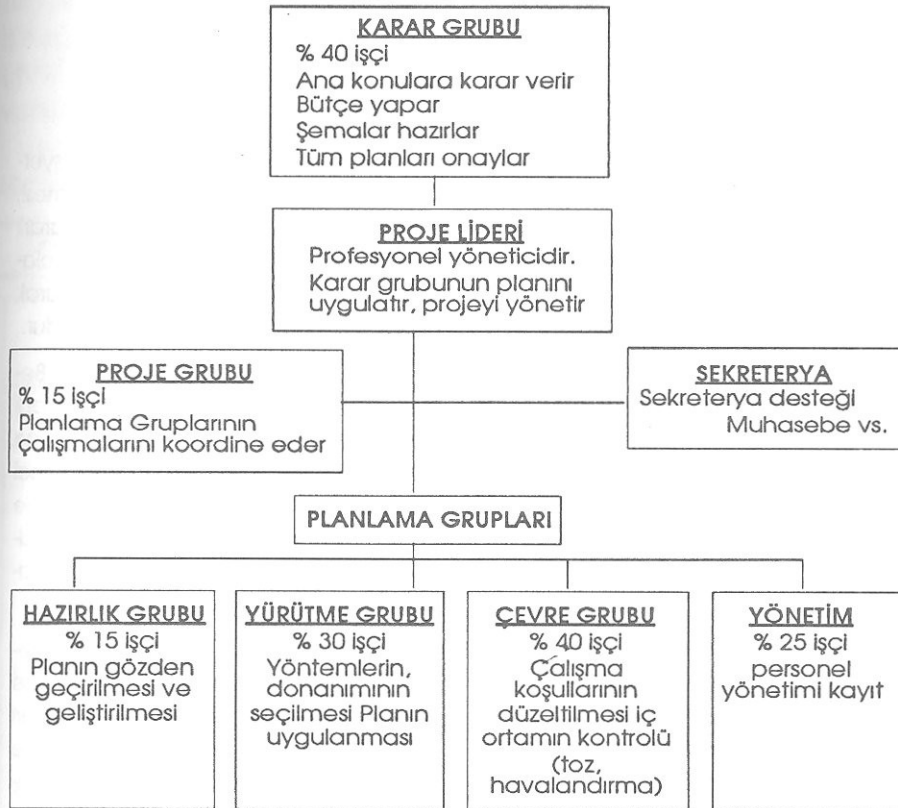 KARAR GRUBU
% 40 işçi
Ana konulara karar verir
Bütçe yapar
Şemalar hazırlar
Tüm planları onaylar
PROJE LİDERİ
Profesyonel yöneticidir.
Karar grubunun planını
uygulatır, projeyi yönetir
PROJE GRUBU
% 15 işçi
Planlama Gruplarının
çalışmalarını koordine eder
SEKRETERYA
Sekreterya desteği
Muhasebe vs.
PLANLAMA GRUPLARI
HAZIRLIK GRUBU
% 15 işçi
Planın gözden
geçirilmesi ve
geliştirilmesi
YÜRÜTME GRUBU
% 30 işçi
Yöntemlerin,
donanımının
seçilmesi Planın
uygulanması
ÇEVRE GRUBU
% 40 işçi
Çalışma
koşullarının
düzeltilmesi iç
ortamın kontrolü
(toz,
havalandırma)
YÖNETİM
% 25 işçi
personel
yönetimi kayıt